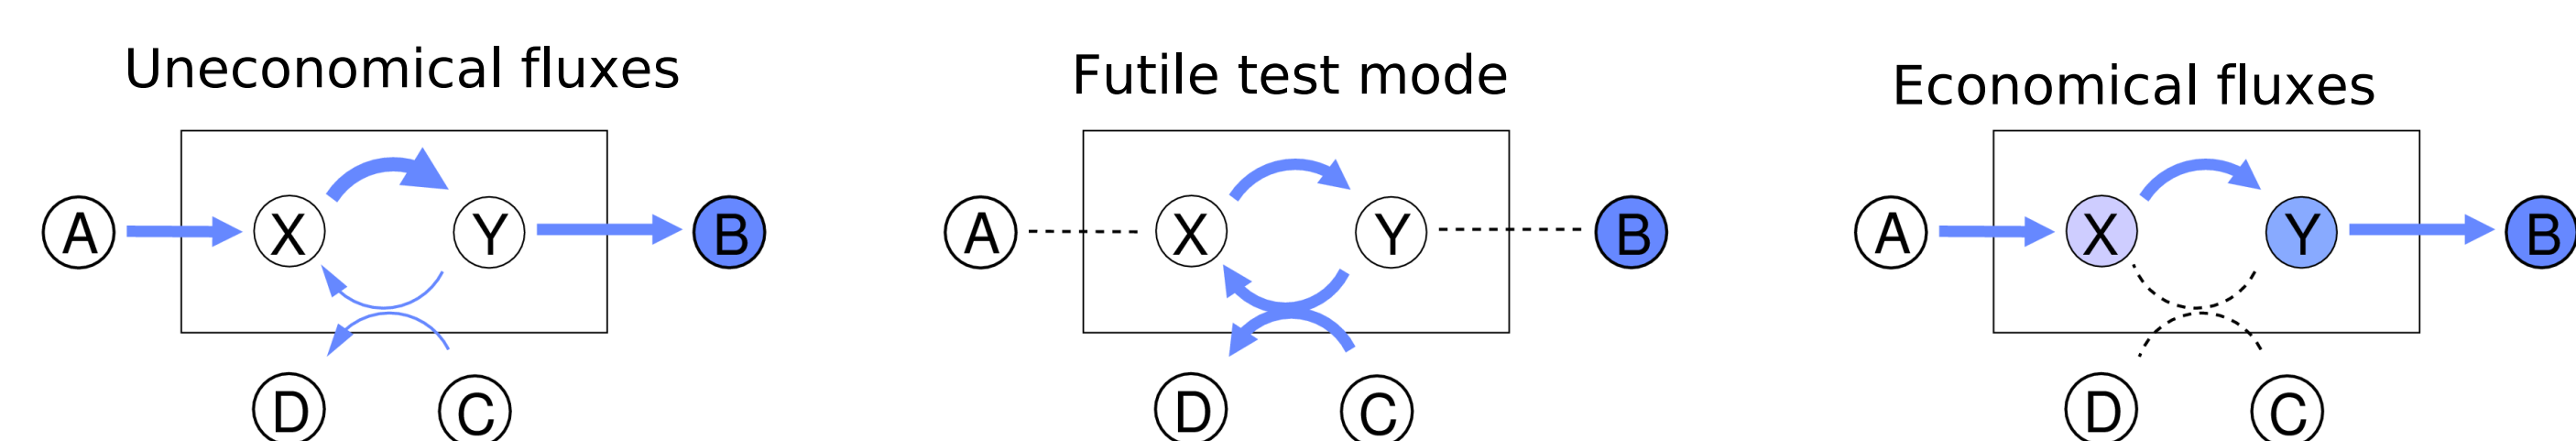 Uneconomical fluxes
A X Y B
D C
Futile test mode
A X Y B
D C
Economical fluxes
A X Y B
D C